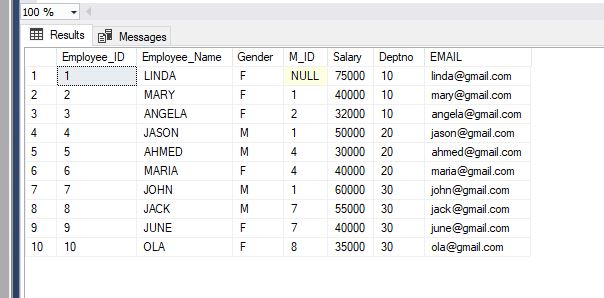 100 %
Results Messages
Employee_ID Employee_Name Gender M_ID Salary Deptno EMAIL
1 1 LINDA F NULL 75000 10 linda@gmail.com
2 2 MARY F 1 40000 10 mary@gmail.com
3 3 ANGELA F 2 32000 10 angela@gmail.com
4 4 JASON M 1 50000 20 jason@gmail.com
5 5 AHMED M 4 30000 20 ahmed@gmail.com
6 6 MARIA F 4 40000 20 maria@gmail.com
7 7 JOHN M 1 60000 30 john@gmail.com
8 8 JACK M 7 55000 30 jack@gmail.com
9 9 JUNE F 7 40000 30 june@gmail.com
10 10 OLA F 8 35000 30 ola@gmail.com